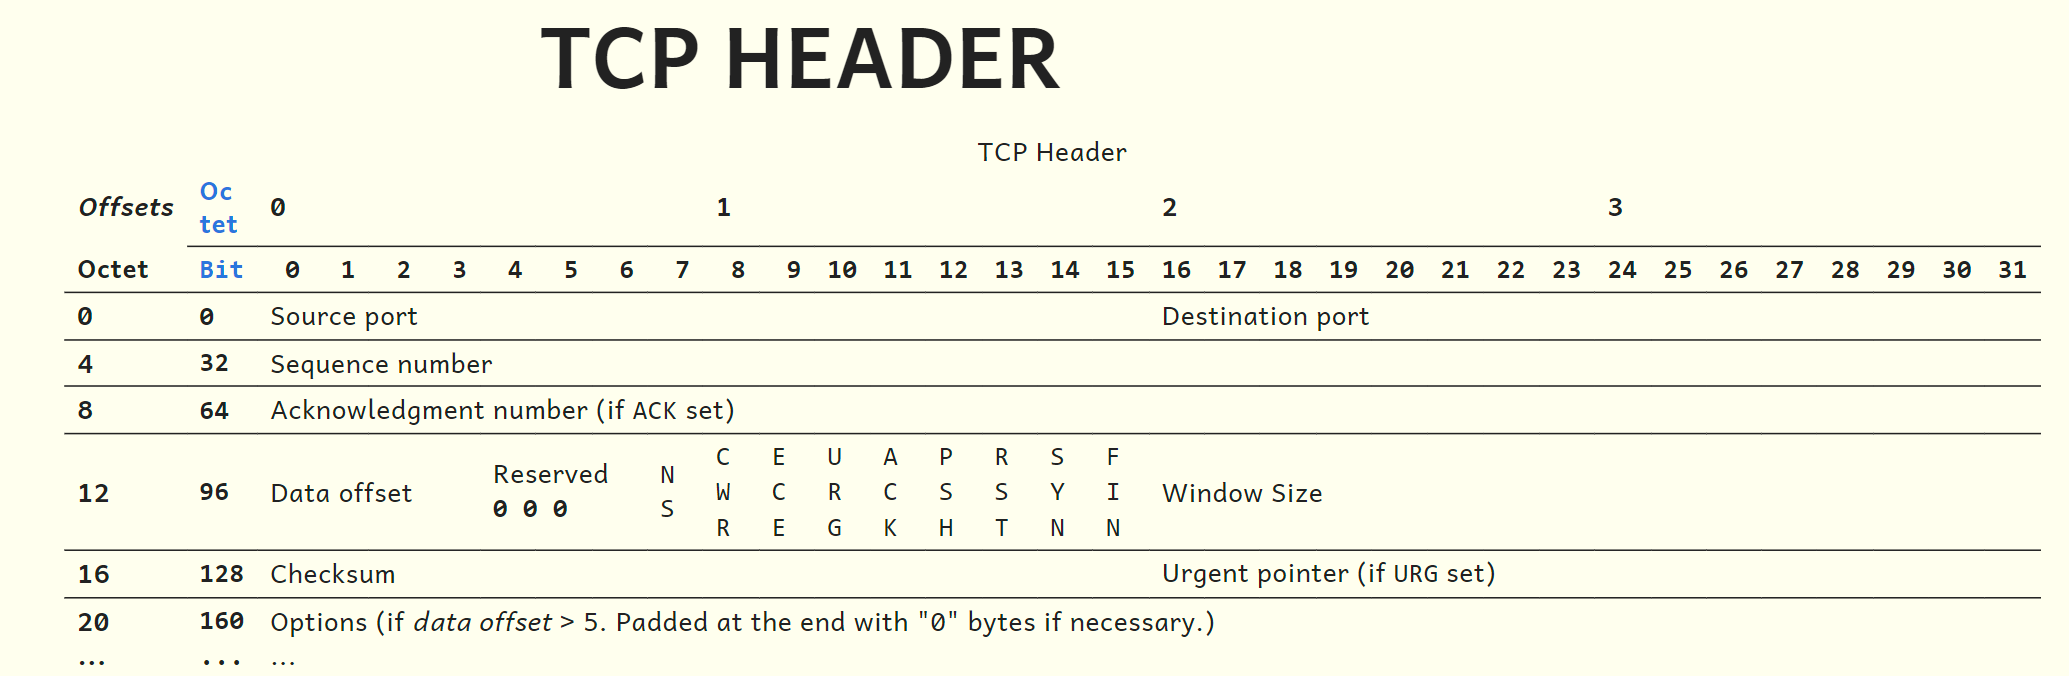 TCP HEADER
TCP Header
Offsets Oc tet 0 1 2 3
Octet Bit 0 1 2 3 4 5 6 7 8 9 10 11 12 13 14 15 16 17 18 19 20 21 22 23 24 25 26 27 28 29 30 31
0 0 Source port Destination port
4 32 Sequence number
8 64 Acknowledgment number (if ACK set)
12 96 Data offset Reserved 0 0 0 NS CWR ECE URG ACK PSH RST SYN FIN Window Size
16 128 Checksum Urgent pointer (if URG set)
20 160 Options (if data offset > 5. Padded at the end with "0" bytes if necessary.)
... ... ...